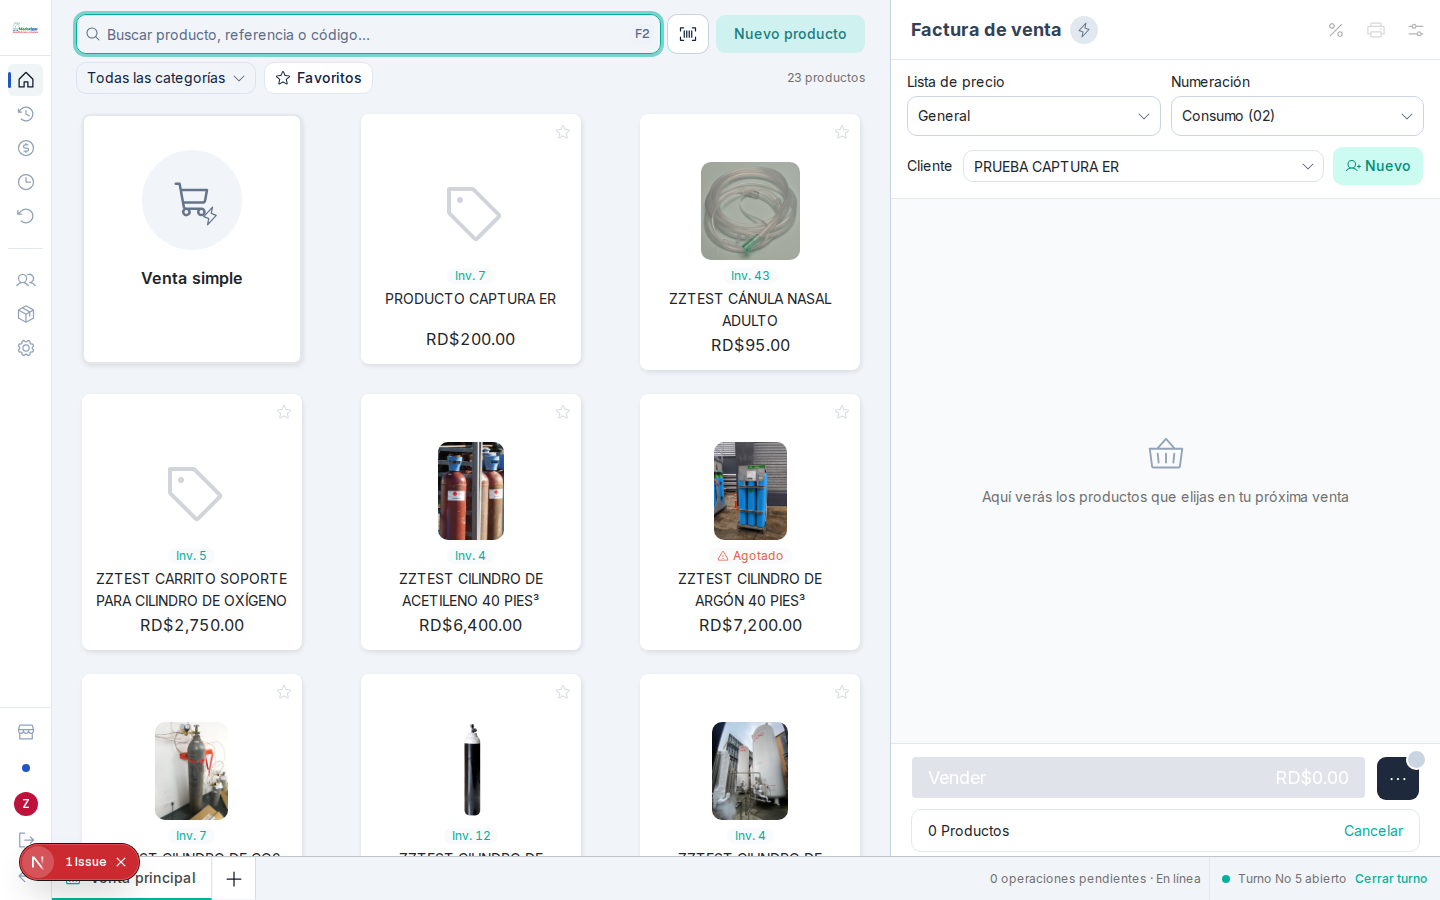 Buscar producto, referencia o código...
F2
Nuevo producto
Todas las categorías
Favoritos
23 productos
Venta simple
Inv. 7
PRODUCTO CAPTURA ER
RD$200.00
Inv. 43
ZZTEST CÁNULA NASAL
ADULTO
RD$95.00
Inv. 5
ZZTEST CARRITO SOPORTE
PARA CILINDRO DE OXÍGENO
RD$2,750.00
Inv. 4
ZZTEST CILINDRO DE
ACETILENO 40 PIES³
RD$6,400.00
Agotado
ZZTEST CILINDRO DE
ARGÓN 40 PIES³
RD$7,200.00
Inv. 7
Inv. 12
ZZTEST CILINDRO DE
Inv. 4
ZZTEST CILINDRO DE
Factura de venta
Lista de precio
Numeración
General
Consumo (02)
Cliente
PRUEBA CAPTURA ER
Nuevo
Aquí verás los productos que elijas en tu próxima venta
Vender
RD$0.00
...
0 Productos
Cancelar
Z
N
1 Issue
principal
0 operaciones pendientes · En línea
Turno No 5 abierto
Cerrar turno